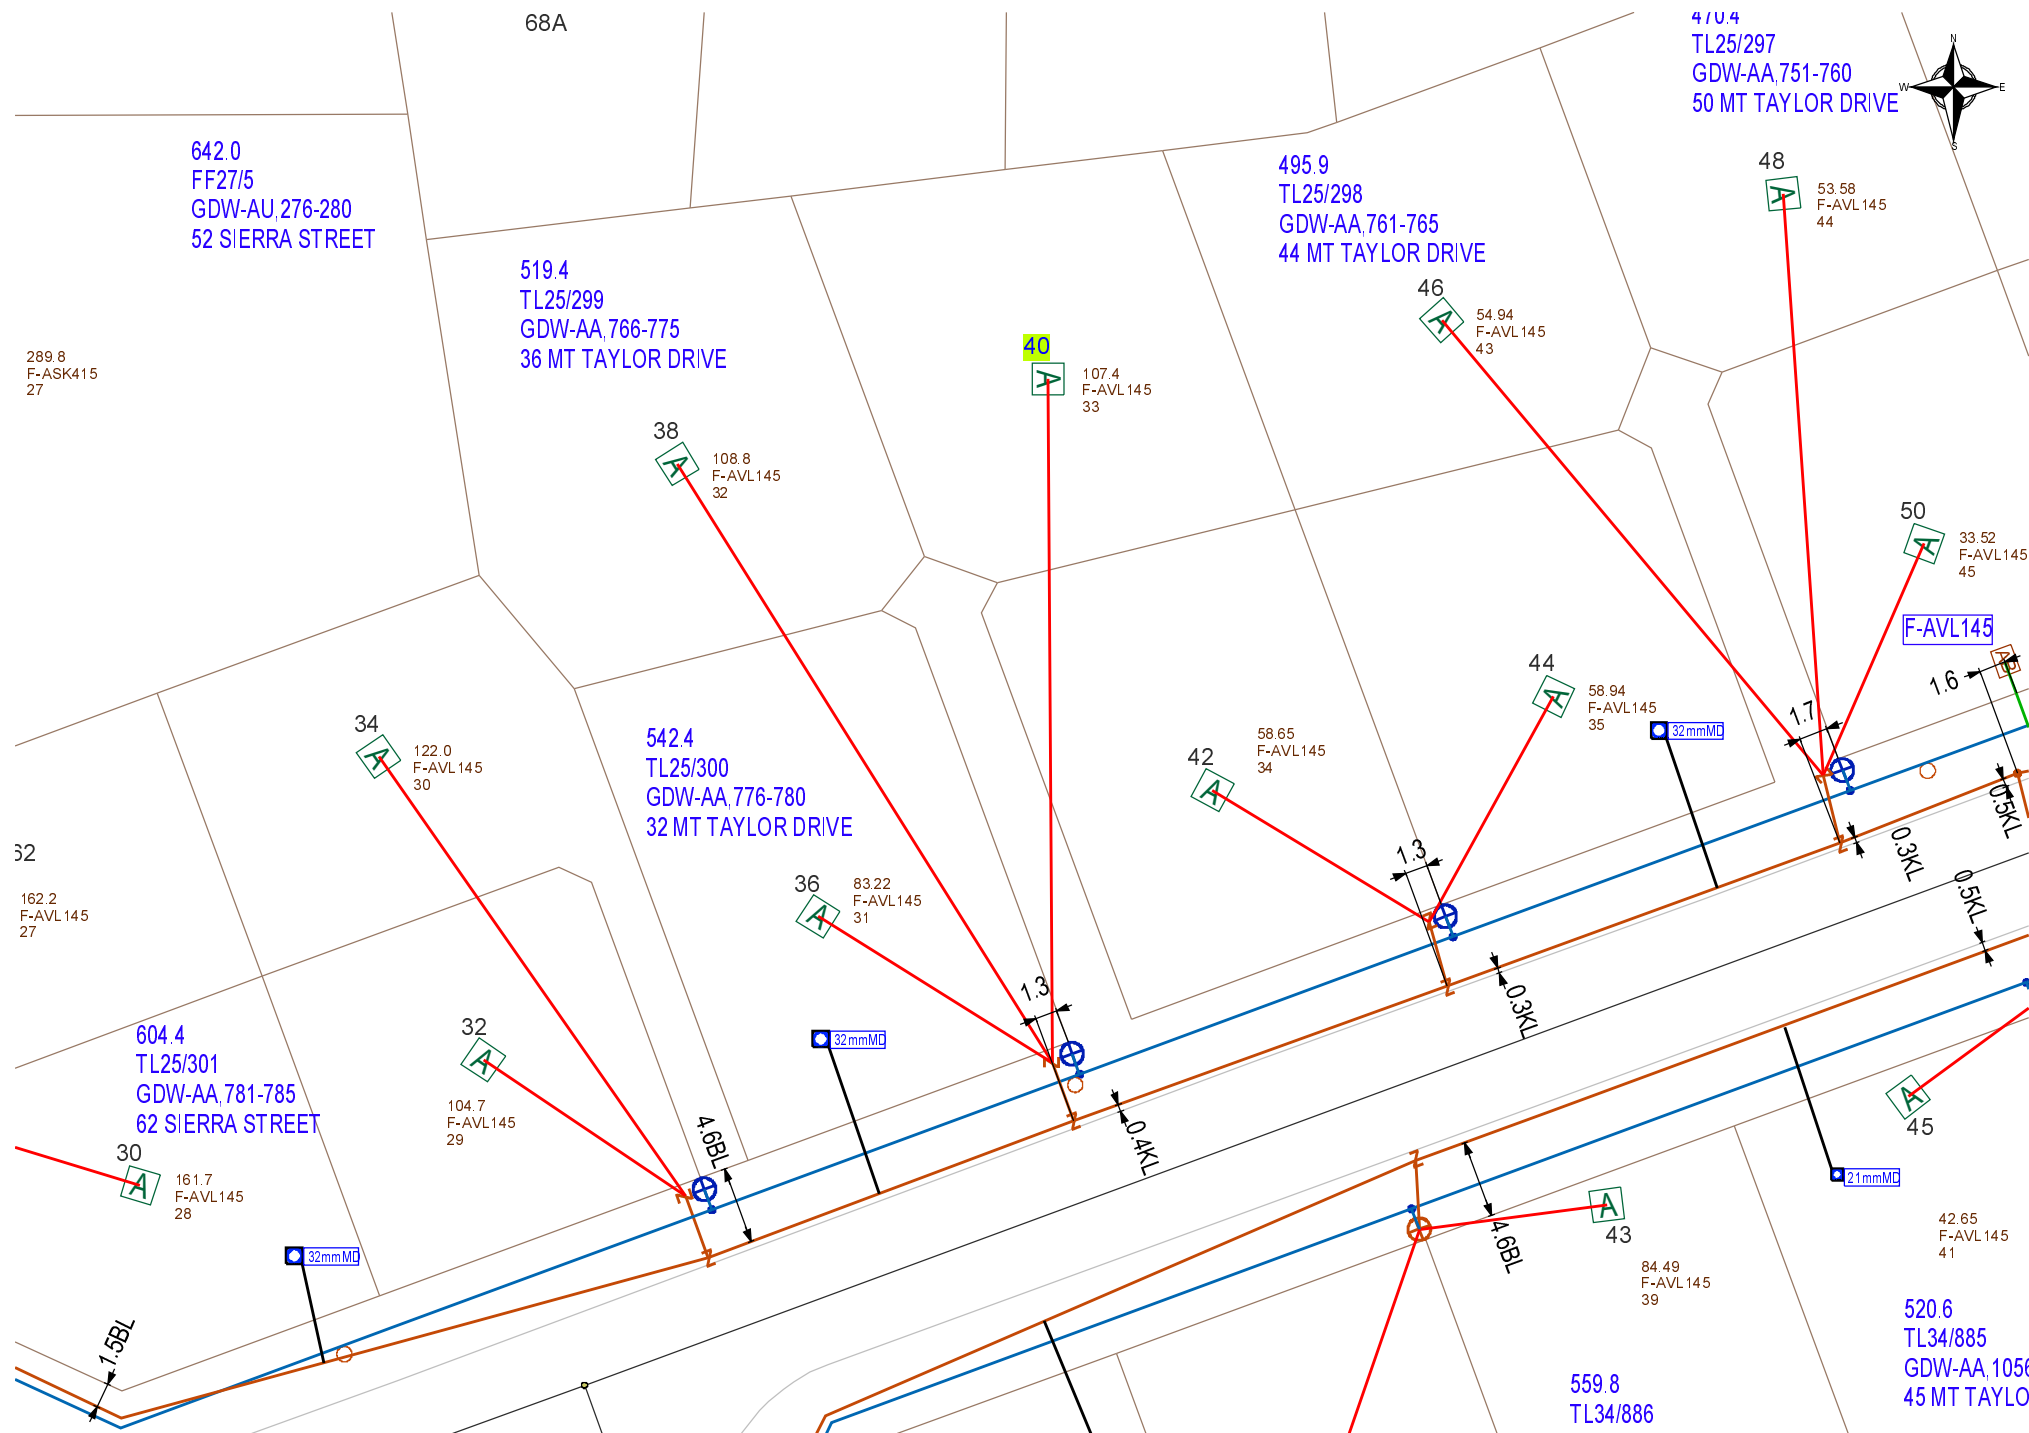 68A
470.4
TL25/297
GDW-AA,751-760
50 MT TAYLOR DRIVE
N
W
E
S
642.0
FF27/5
GDW-AU,276-280
52 SIERRA STREET
495.9
TL25/298
GDW-AA,761-765
44 MT TAYLOR DRIVE
48
A
53.58
F-AVL145
44
519.4
TL25/299
GDW-AA,766-775
36 MT TAYLOR DRIVE
46
A
54.94
F-AVL145
43
289.8
F-ASK415
27
40
A
107.4
F-AVL145
33
38
A
108.8
F-AVL145
32
50
A
33.52
F-AVL145
45
F-AVL145
AB
1.6
44
A
58.94
F-AVL145
35
1.7
32mmMD
34
A
122.0
F-AVL145
30
542.4
TL25/300
GDW-AA,776-780
32 MT TAYLOR DRIVE
42
A
58.65
F-AVL145
34
0.5KL
0.3KL
62
162.2
F-AVL145
27
36
A
83.22
F-AVL145
31
1.3
0.5KL
1.3
0.3KL
32
A
104.7
F-AVL145
29
32mmMD
604.4
TL25/301
GDW-AA,781-785
62 SIERRA STREET
4.6BL
0.4KL
A
45
30
A
161.7
F-AVL145
28
21mmMD
A
43
4.6BL
42.65
F-AVL145
41
32mmMD
84.49
F-AVL145
39
1.5BL
520.6
TL34/885
GDW-AA,1056
45 MT TAYLO
559.8
TL34/886